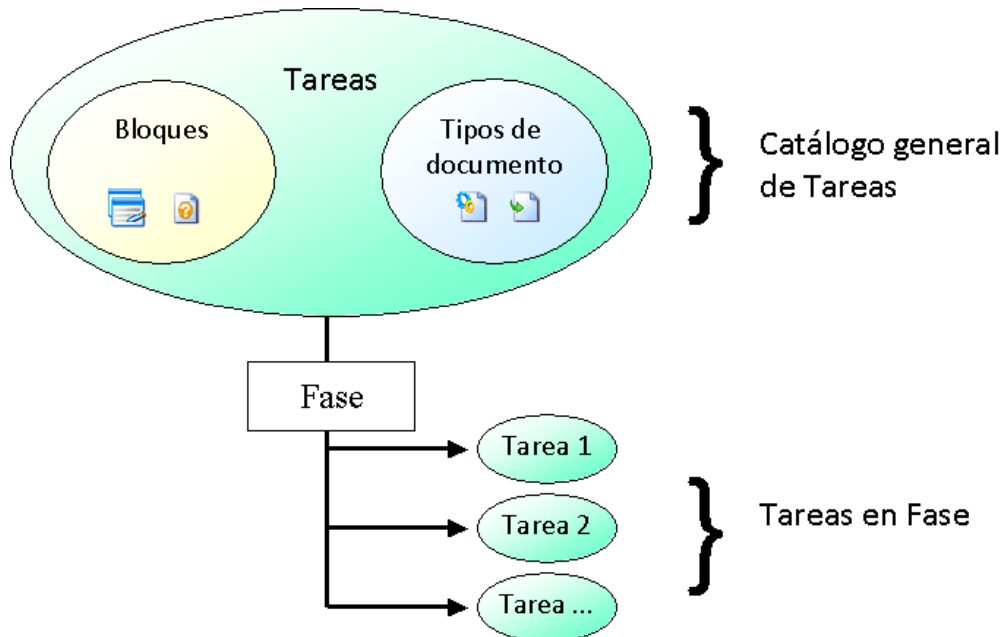 Tareas
Bloques
Tipos de
documento
Catálogo general
de Tareas
Fase
Tarea 1
Tarea 2
Tareas en Fase
Tarea ...